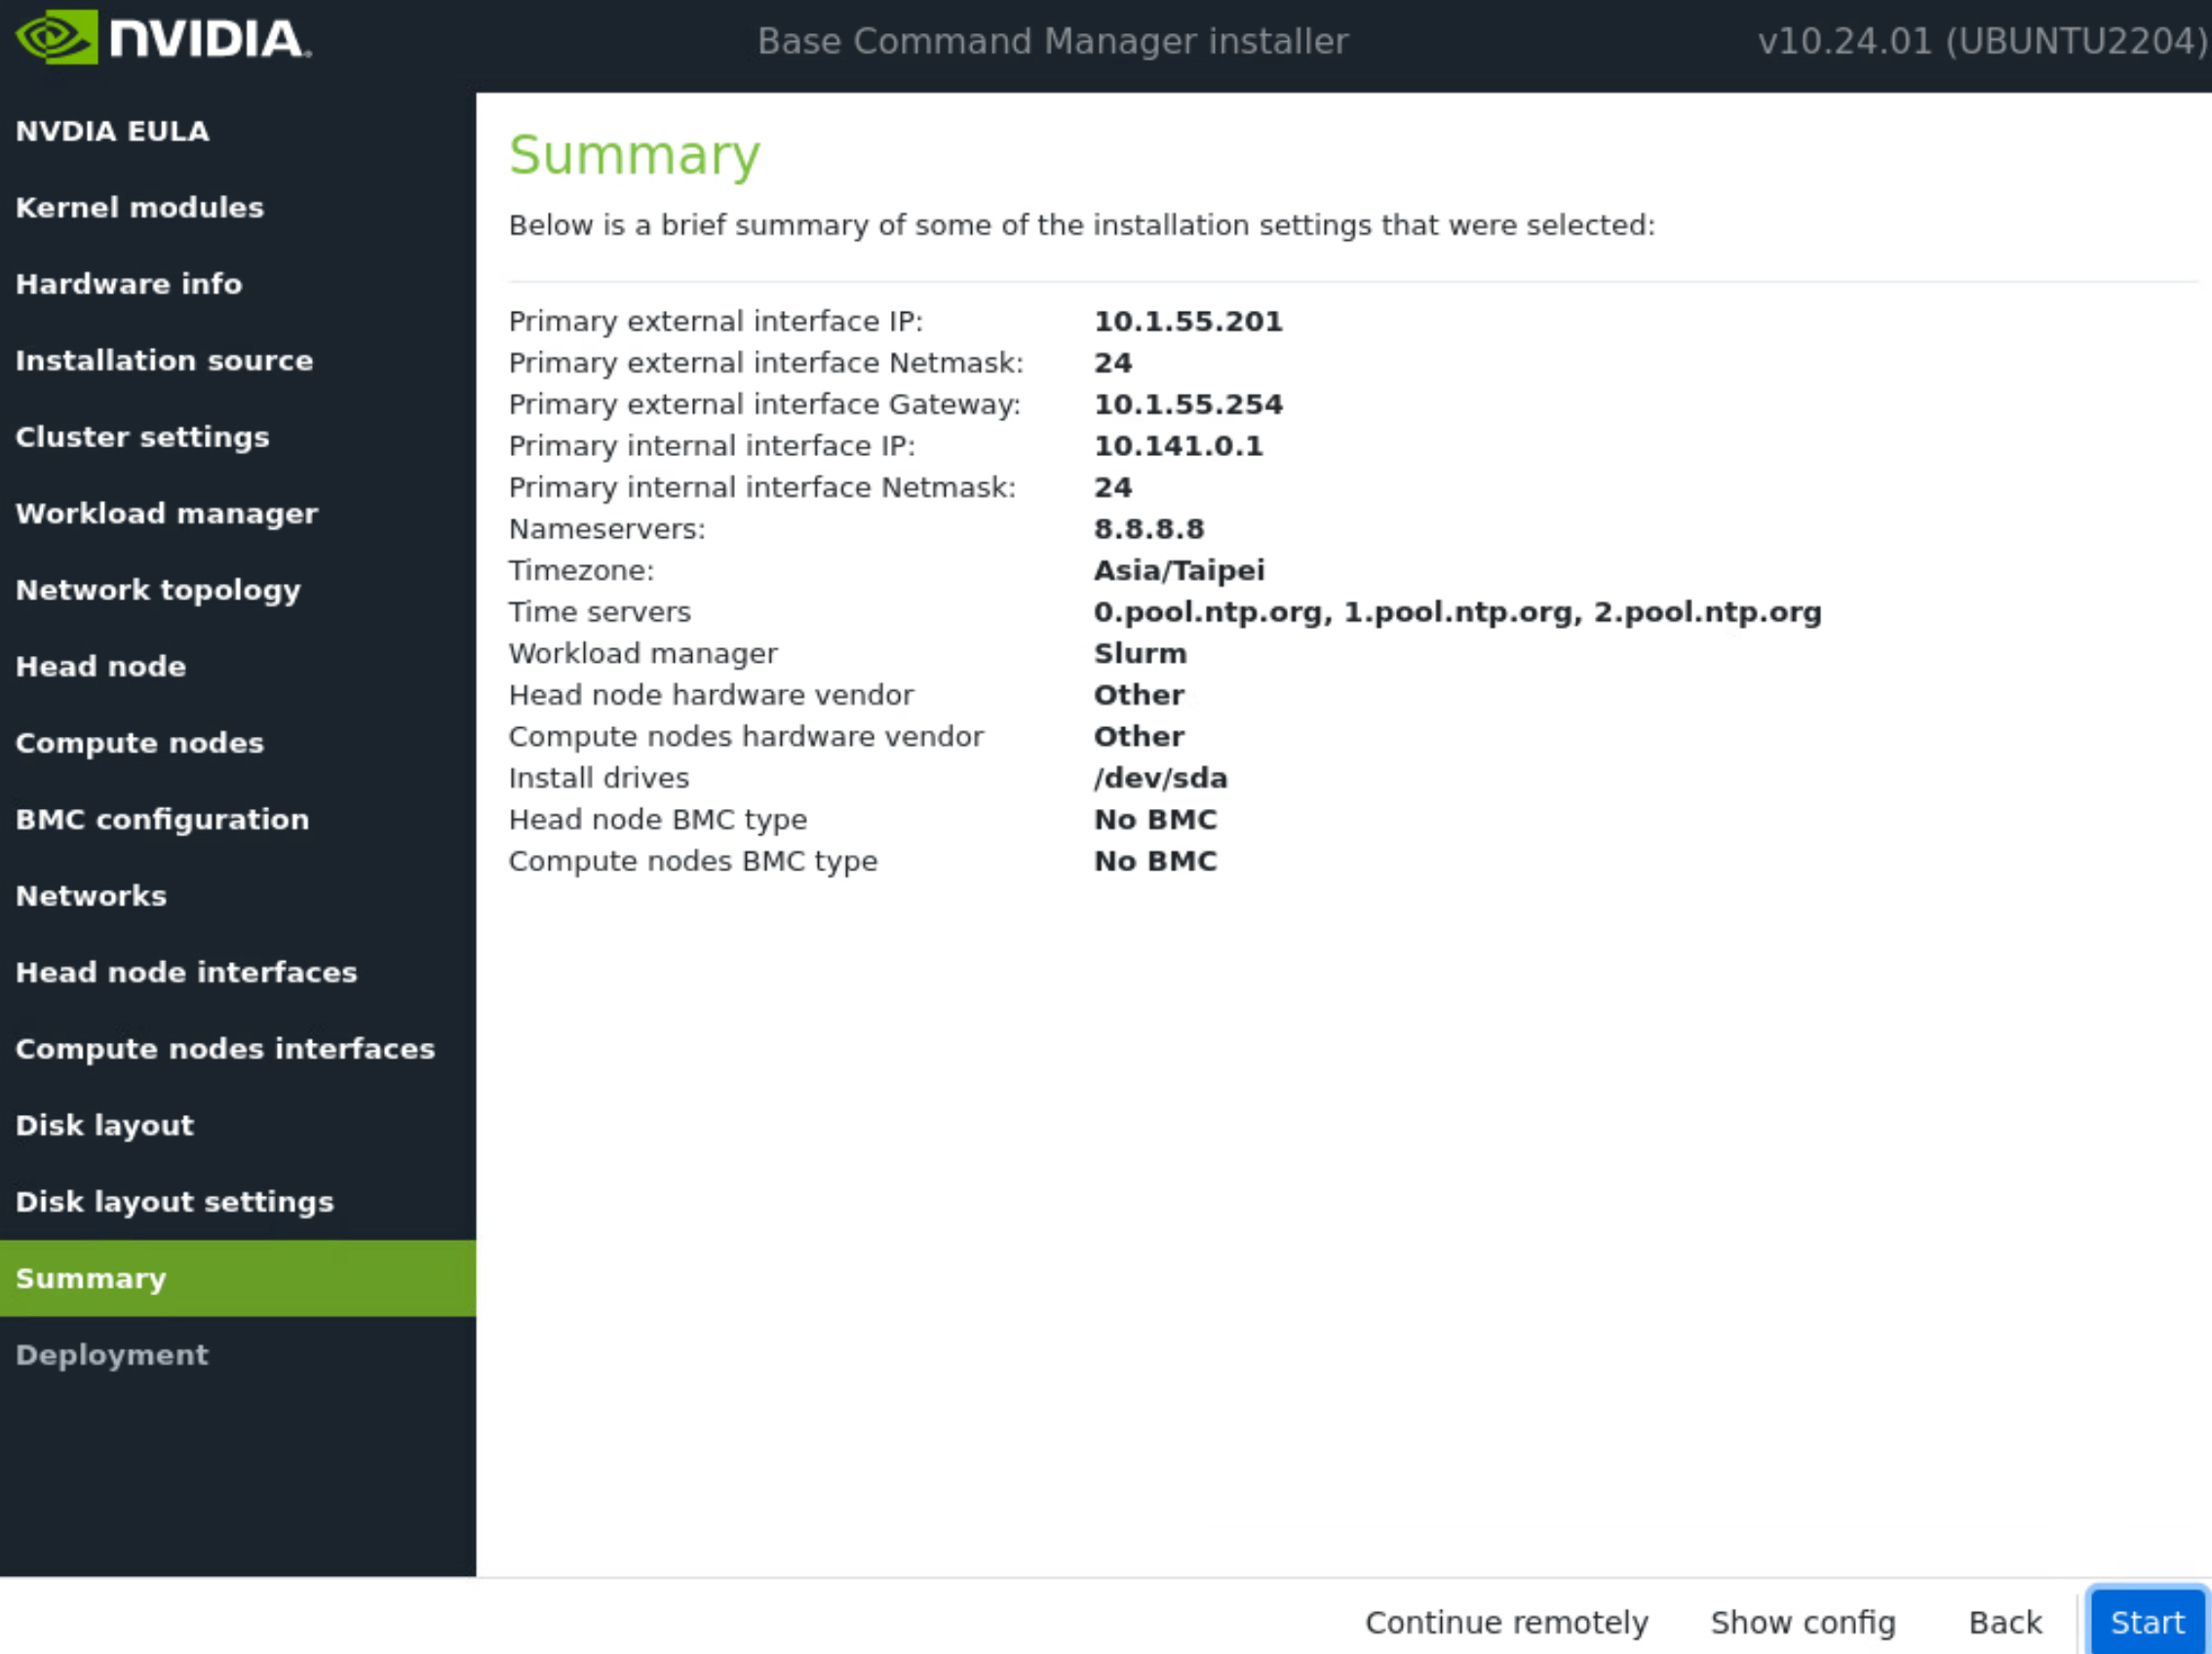 NVIDIA.
Base Command Manager installer
v10.24.01 (UBUNTU2204)
NVDIA EULA
Kernel modules
Hardware info
Installation source
Cluster settings
Workload manager
Network topology
Head node
Compute nodes
BMC configuration
Networks
Head node interfaces
Compute nodes interfaces
Disk layout
Disk layout settings
Summary
Deployment
Summary
Below is a brief summary of some of the installation settings that were selected:
Primary external interface IP: 10.1.55.201
Primary external interface Netmask: 24
Primary external interface Gateway: 10.1.55.254
Primary internal interface IP: 10.141.0.1
Primary internal interface Netmask: 24
Nameservers: 8.8.8.8
Timezone: Asia/Taipei
Time servers 0.pool.ntp.org, 1.pool.ntp.org, 2.pool.ntp.org
Workload manager Slurm
Head node hardware vendor Other
Compute nodes hardware vendor Other
Install drives /dev/sda
Head node BMC type No BMC
Compute nodes BMC type No BMC
Continue remotely Show config Back Start